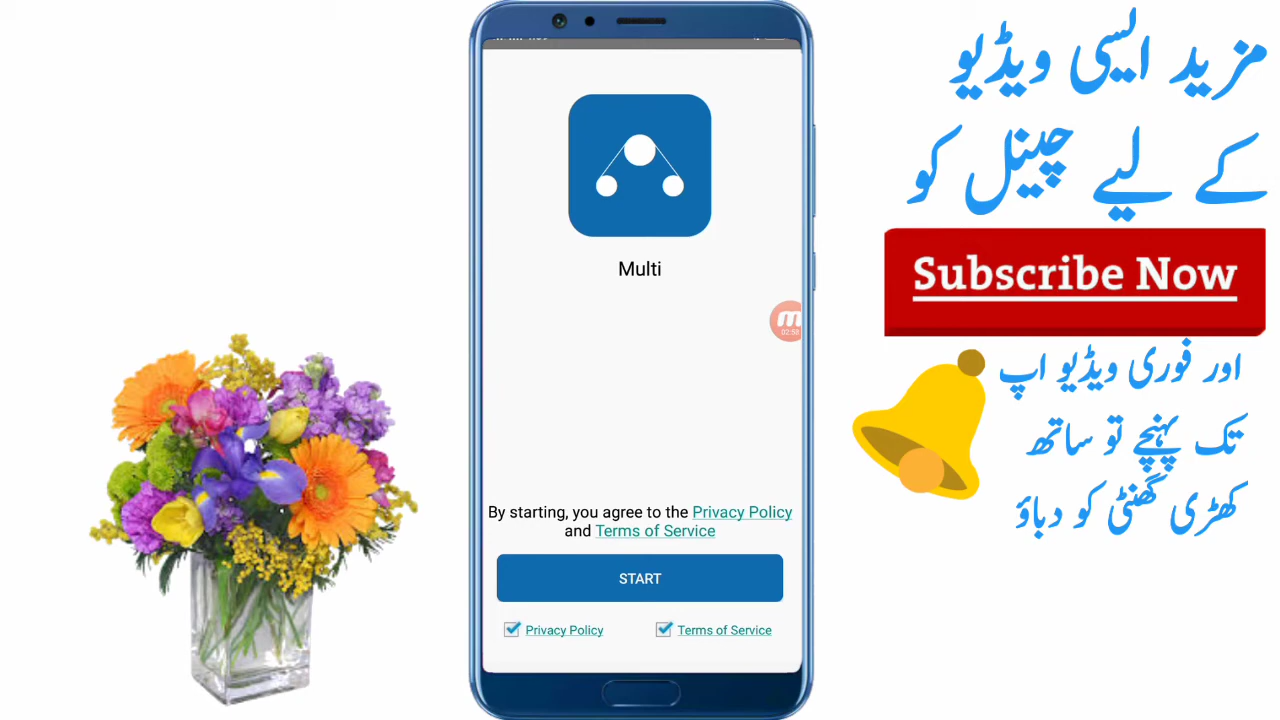 Multi
02:58
By starting, you agree to the Privacy Policy
and Terms of Service
START
Privacy Policy
Terms of Service
مزید ایسی ویڈیو
کے لیے چینل کو
Subscribe Now
اور فوری ویڈیو اپ
تک پہنچے تو ساتھ
کھڑی گھنٹی کو دباؤ